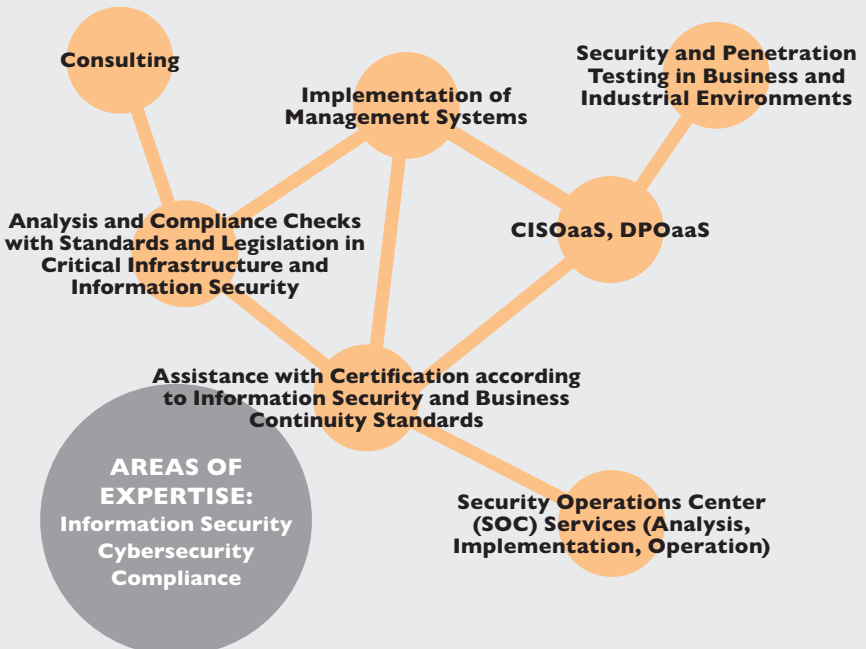 Consulting
Security and Penetration
Testing in Business and
Industrial Environments
Implementation of
Management Systems
Analysis and Compliance Checks
with Standards and Legislation in
Critical Infrastructure and
Information Security
CISOaaS, DPOaaS
Assistance with Certification according
to Information Security and Business
Continuity Standards
AREAS OF
EXPERTISE:
Information Security
Cybersecurity
Compliance
Security Operations Center
(SOC) Services (Analysis,
Implementation, Operation)